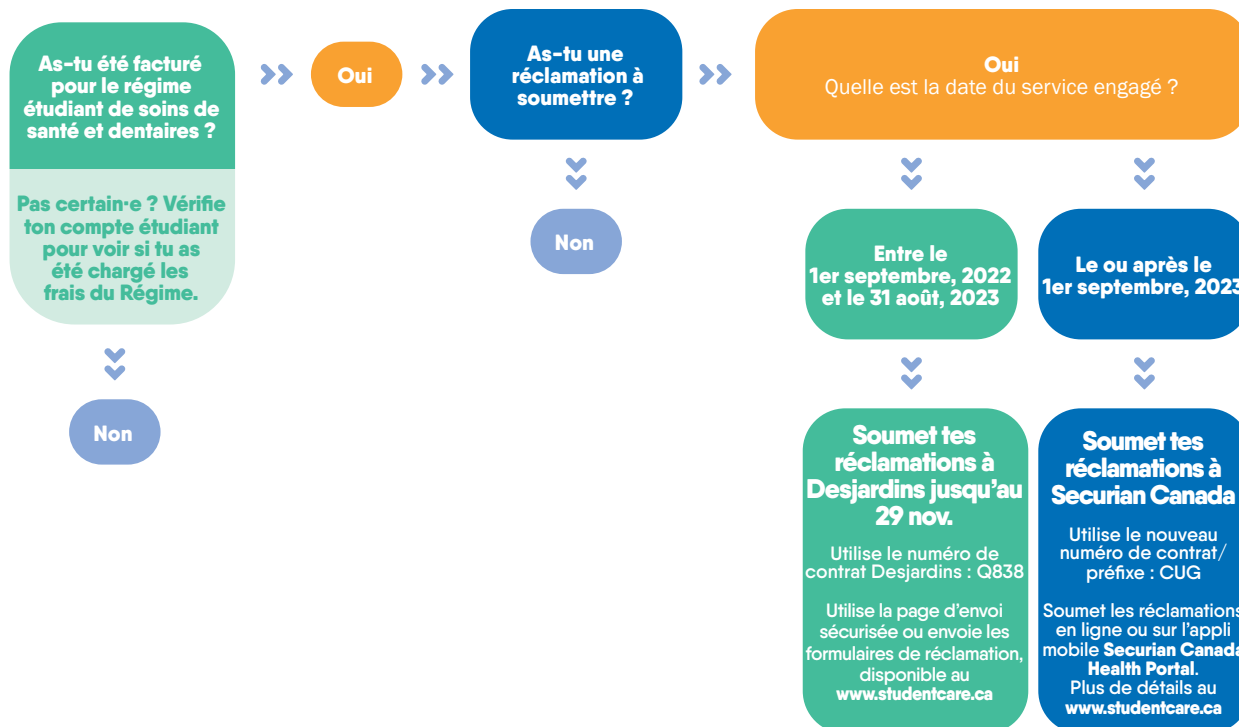 As-tu été facturé
pour le régime
étudiant de soins de
santé et dentaires ?
Pas certain·e ? Vérifie
ton compte étudiant
pour voir si tu as
été chargé les
frais du Régime.
Non
Oui
As-tu une
réclamation à
soumettre ?
Non
Oui
Quelle est la date du service engagé ?
Entre le
1er septembre, 2022
et le 31 août, 2023
Soumet tes
réclamations à
Desjardins jusqu'au
29 nov.
Utilise le numéro de
contrat Desjardins : Q838
Utilise la page d'envoi
sécurisée ou envoie les
formulaires de réclamation,
disponible au
www.studentcare.ca
Le ou après le
1er septembre, 2023
Soumet tes
réclamations à
Securian Canada
Utilise le nouveau
numéro de contrat/
préfixe : CUG
Soumet les réclamations
en ligne ou sur l'appli
mobile Securian Canada
Health Portal.
Plus de détails au
www.studentcare.ca